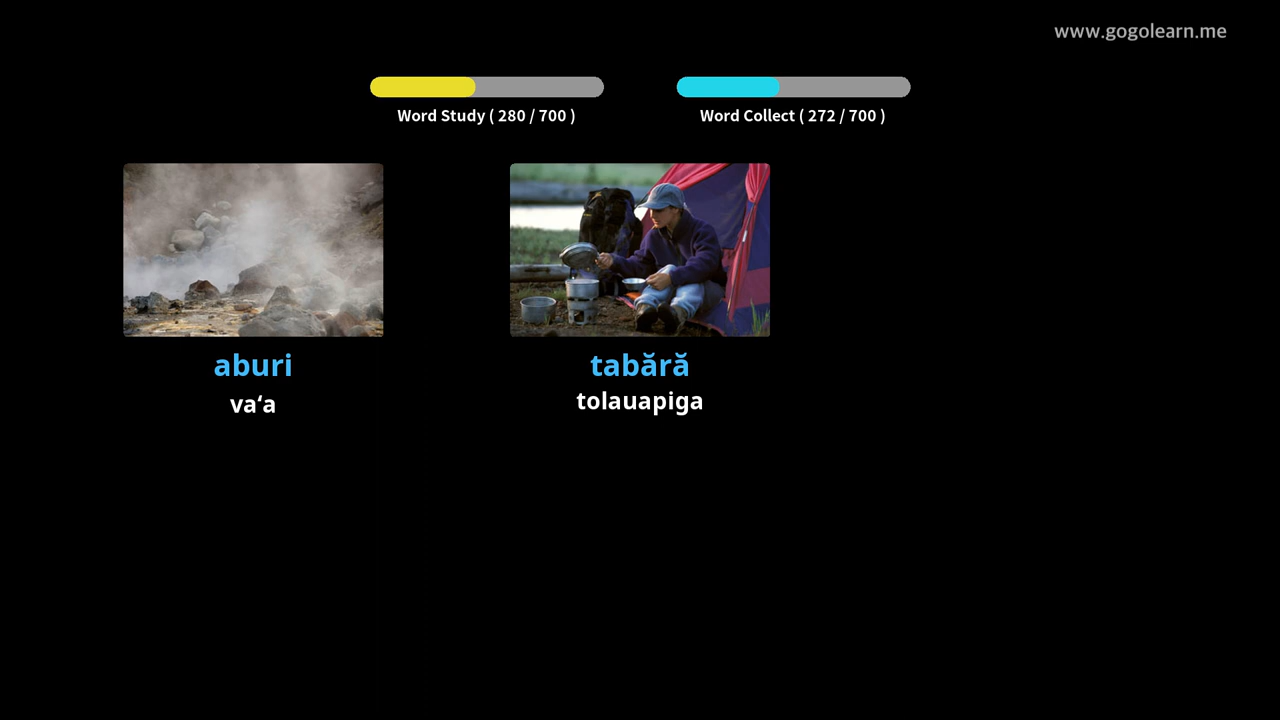 www.gogolearn.me
Word Study ( 280 / 700 )
Word Collect ( 272 / 700 )
aburi
vaʻa
tabără
tolauapiga